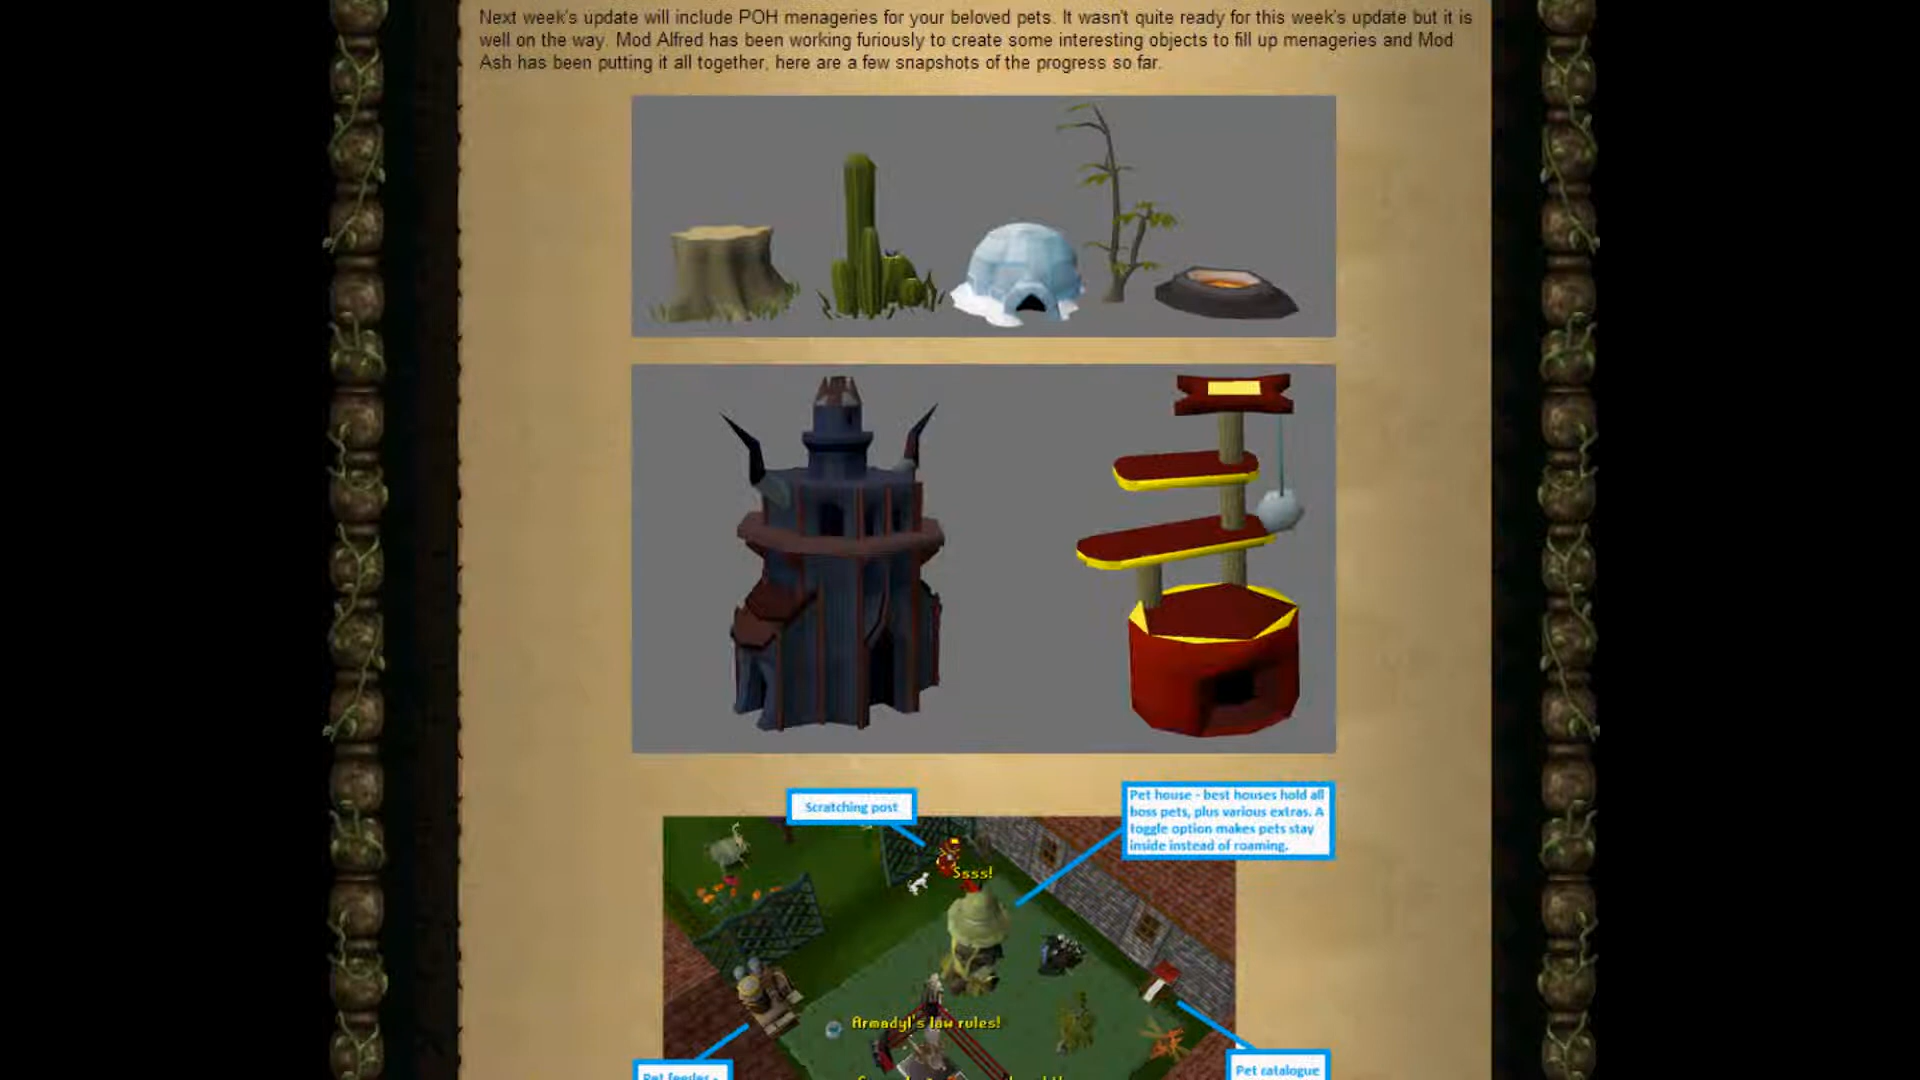 Next week's update will include POH menageries for your beloved pets. It wasn't quite ready for this week's update but it is
well on the way. Mod Alfred has been working furiously to create some interesting objects to fill up menageries and Mod
Ash has been putting it all together, here are a few snapshots of the progress so far.
Scratching post
Pet house - best houses hold all
boss pets, plus various extras. A
toggle option makes pets stay
inside instead of roaming.
Ssss!
Armadyl's law rules!
Pet feeder -
Pet catalogue